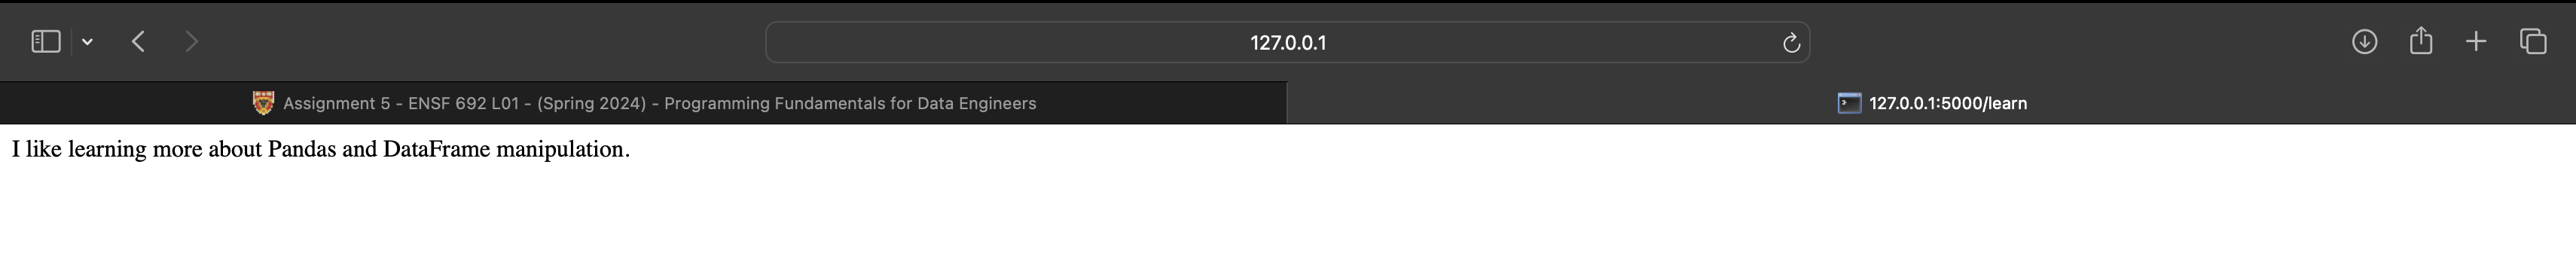 127.0.0.1
Assignment 5 - ENSF 692 L01 - (Spring 2024) - Programming Fundamentals for Data Engineers
127.0.0.1:5000/learn
I like learning more about Pandas and DataFrame manipulation.